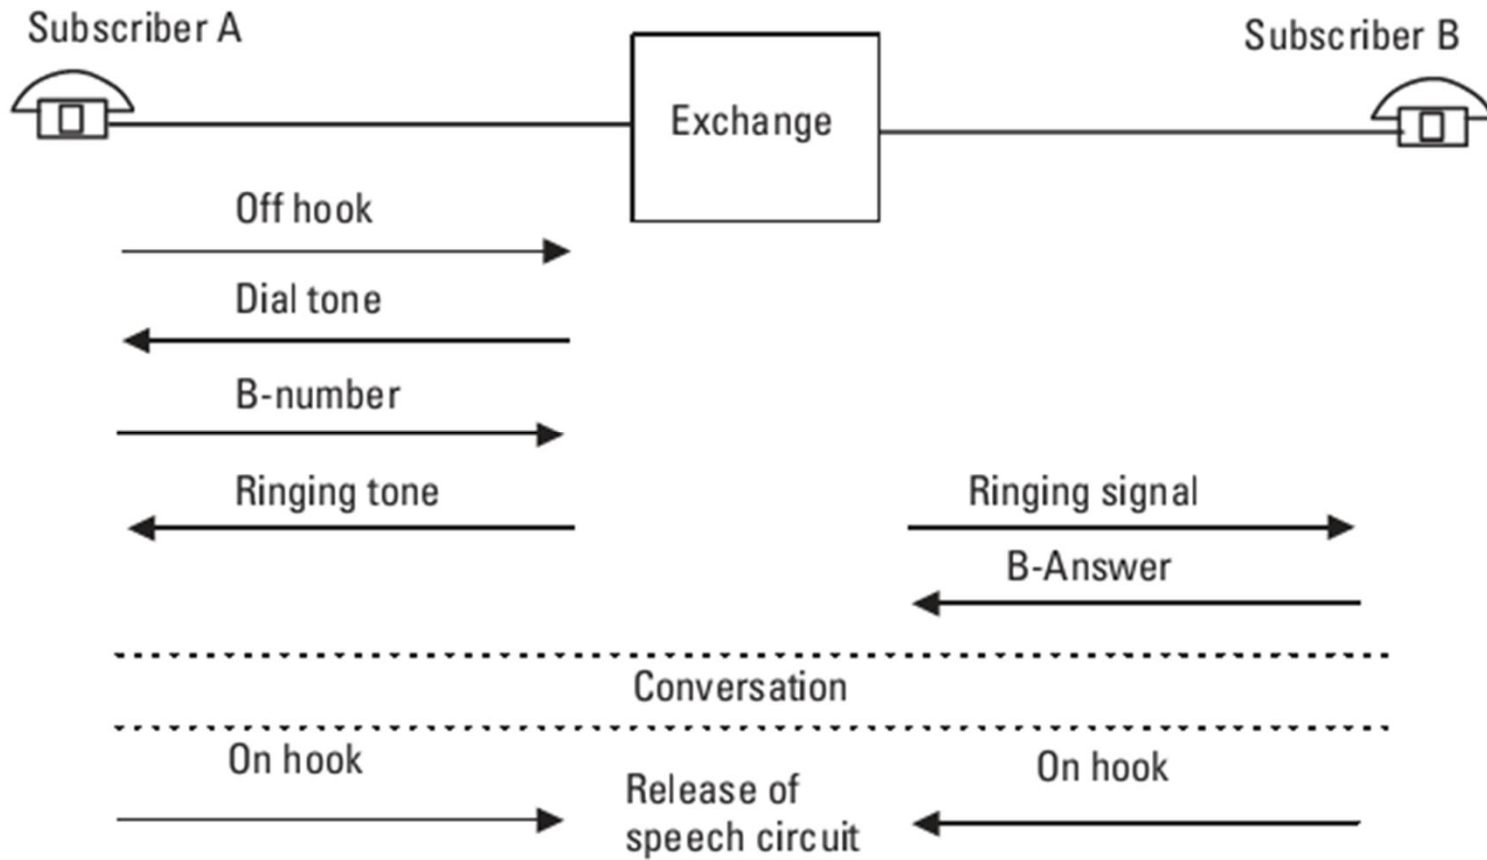 Subscriber A
Subscriber B
Exchange
Off hook
Dial tone
B-number
Ringing tone
Ringing signal
B-Answer
Conversation
On hook
On hook
Release of
speech circuit